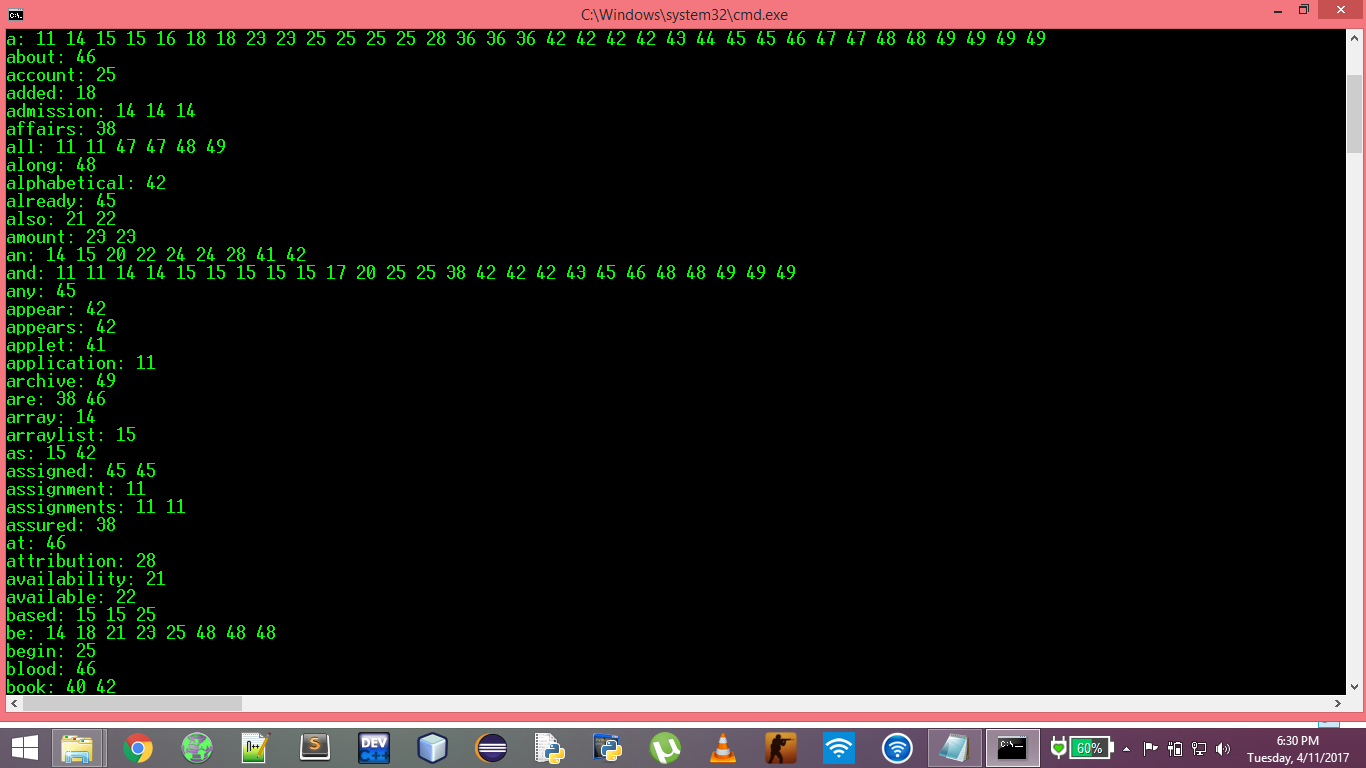 C:\Windows\system32\cmd.exe
a: 11 14 15 15 16 18 18 23 23 25 25 25 25 28 36 36 36 42 42 42 42 43 44 45 45 46 47 47 48 48 49 49 49 49
about: 46
account: 25
added: 18
admission: 14 14 14
affairs: 38
all: 11 11 47 47 48 49
along: 48
alphabetical: 42
already: 45
also: 21 22
amount: 23 23
an: 14 15 20 22 24 24 28 41 42
and: 11 11 14 14 15 15 15 15 15 17 20 25 25 38 42 42 42 43 45 46 48 48 49 49 49
any: 45
appear: 42
appears: 42
applet: 41
application: 11
archive: 49
are: 38 46
array: 14
arraylist: 15
as: 15 42
assigned: 45 45
assignment: 11
assignments: 11 11
assured: 38
at: 46
attribution: 28
availability: 21
available: 22
based: 15 15 25
be: 14 18 21 23 25 48 48 48
begin: 25
blood: 46
book: 40 42
60%
6:30 PM
Tuesday, 4/11/2017